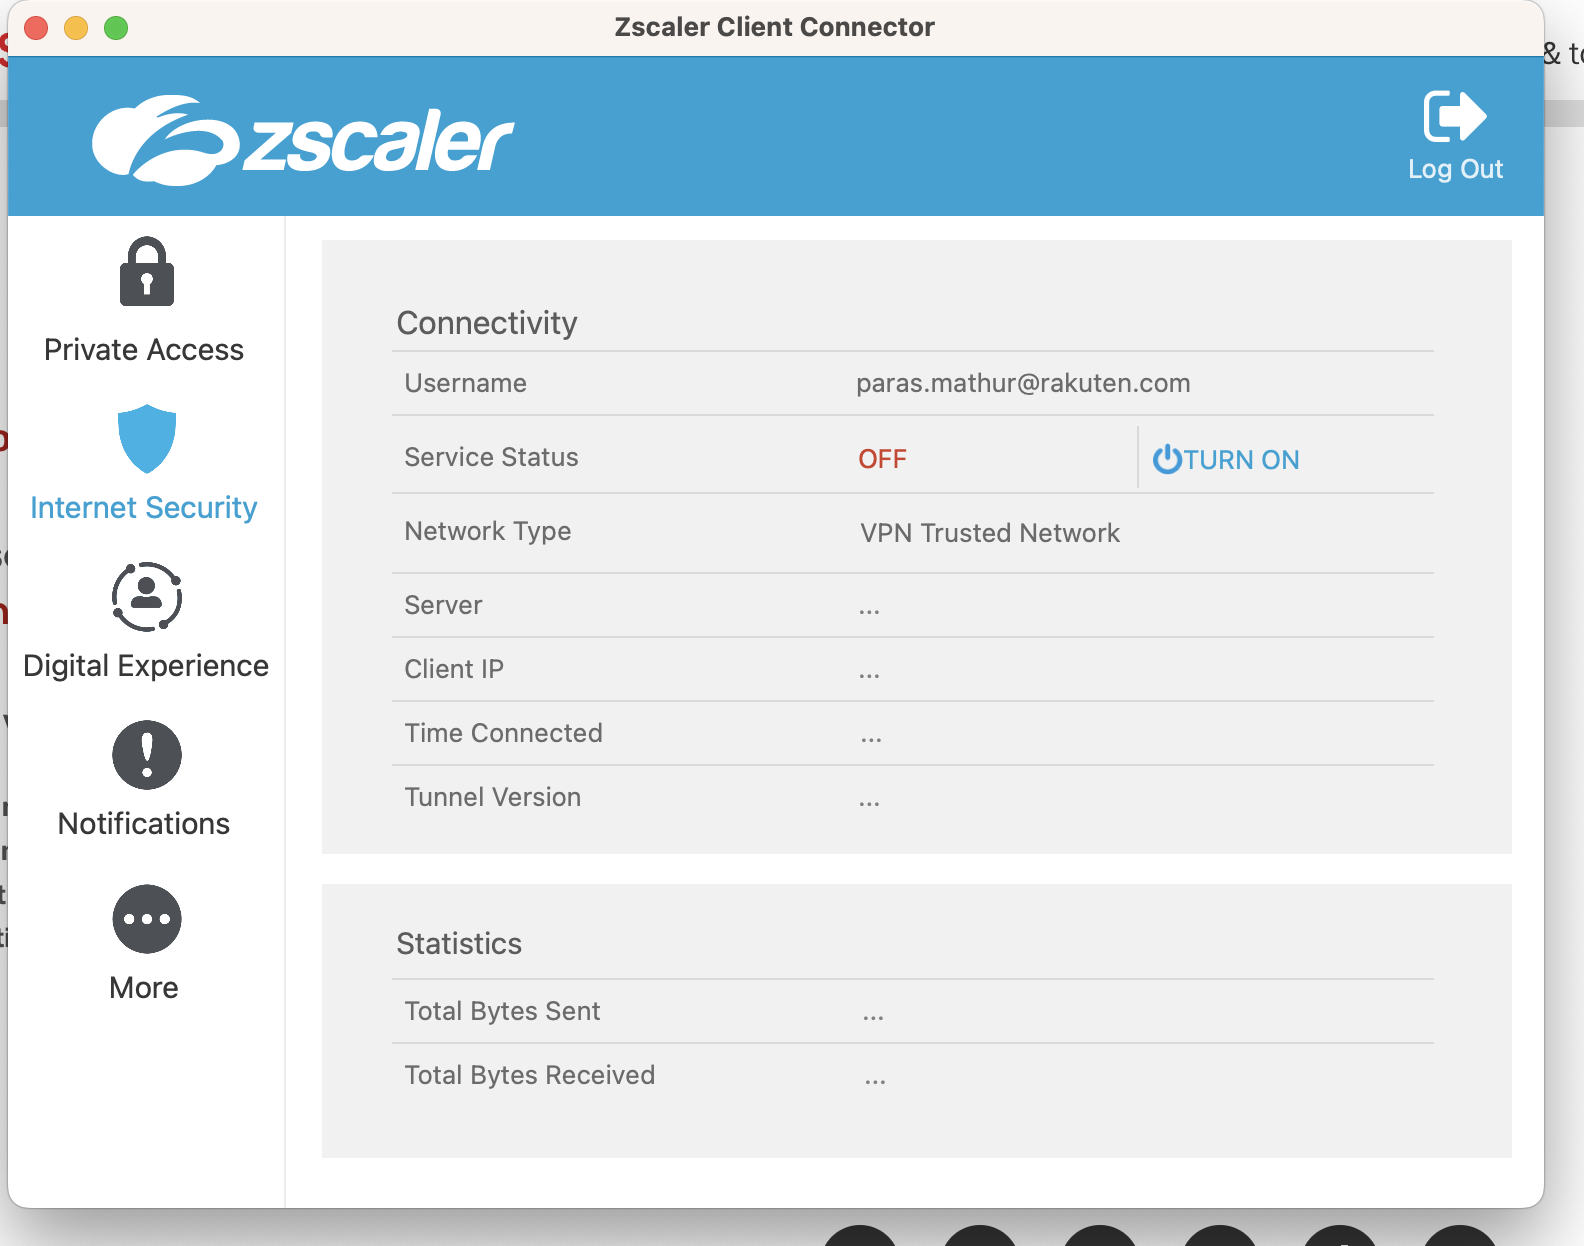 Zscaler Client Connector
& to
zscaler
Log Out
Private Access
Internet Security
Digital Experience
Notifications
More
Connectivity
Username paras.mathur@rakuten.com
Service Status OFF TURN ON
Network Type VPN Trusted Network
Server ...
Client IP ...
Time Connected ...
Tunnel Version ...
Statistics
Total Bytes Sent ...
Total Bytes Received ...